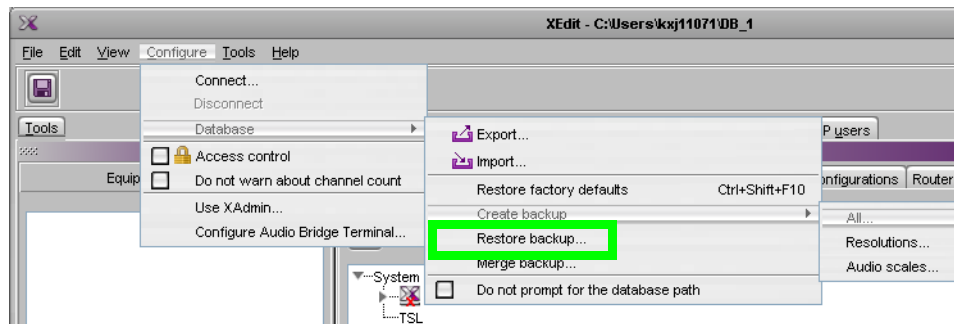 XEdit - C:\Users\kxj11071\DB_1
File Edit View Configure Tools Help
Connect...
Disconnect
Tools
Database
Export...
P users
Access control
Import...
Equip
Do not warn about channel count
Restore factory defaults Ctrl+Shift+F10
nfigurations Router
Use XAdmin...
Create backup
All...
Configure Audio Bridge Terminal...
Restore backup...
Resolutions...
Merge backup...
Audio scales...
System
Do not prompt for the database path
TSL